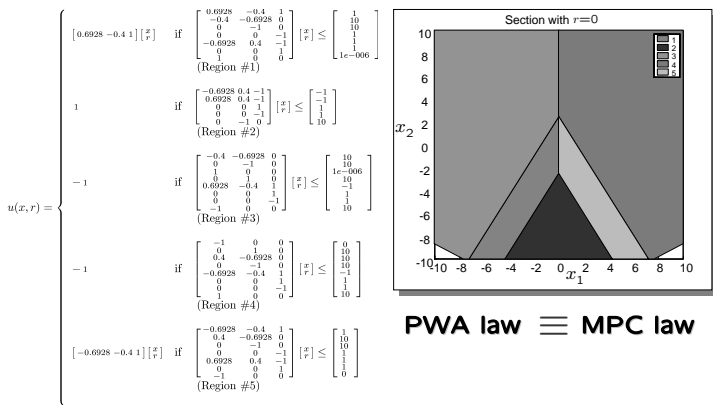 u(x, r) =
[ 0.6928 −0.4 1 ] [ x r ] if [ 0.6928 −0.4 1 −0.4 −0.6928 0 0 −1 0 0 0 −1 −0.6928 0.4 −1 0 0 1 1 0 0 ] [ x r ] ≤ [ 1 10 10 1 1 1 1e−006 ]
(Region #1)
1 if [ −0.6928 0.4 −1 0.6928 0.4 −1 0 0 1 0 0 −1 0 −1 0 ] [ x r ] ≤ [ −1 −1 1 1 10 ]
(Region #2)
− 1 if [ −0.4 −0.6928 0 0 −1 0 1 0 0 0 1 0 0.6928 −0.4 1 0 0 1 0 0 −1 −1 0 0 ] [ x r ] ≤ [ 10 10 1e−006 10 −1 1 1 10 ]
(Region #3)
− 1 if [ −1 0 0 0 1 0 0.4 −0.6928 0 0 −1 0 −0.6928 −0.4 1 0 0 1 0 0 −1 1 0 0 ] [ x r ] ≤ [ 0 10 10 10 −1 1 1 10 ]
(Region #4)
[ −0.6928 −0.4 1 ] [ x r ] if [ −0.6928 −0.4 1 0.4 −0.6928 0 0 −1 0 0 0 −1 0.6928 0.4 −1 0 0 1 −1 0 0 ] [ x r ] ≤ [ 1 10 10 1 1 1 0 ]
(Region #5)
Section with r=0
10
8
6
4
2
0
-2
-4
-6
-8
-10
x2
1
2
3
4
5
-10 -8 -6 -4 -2 0 2 4 6 8 10
x1
PWA law ≡ MPC law